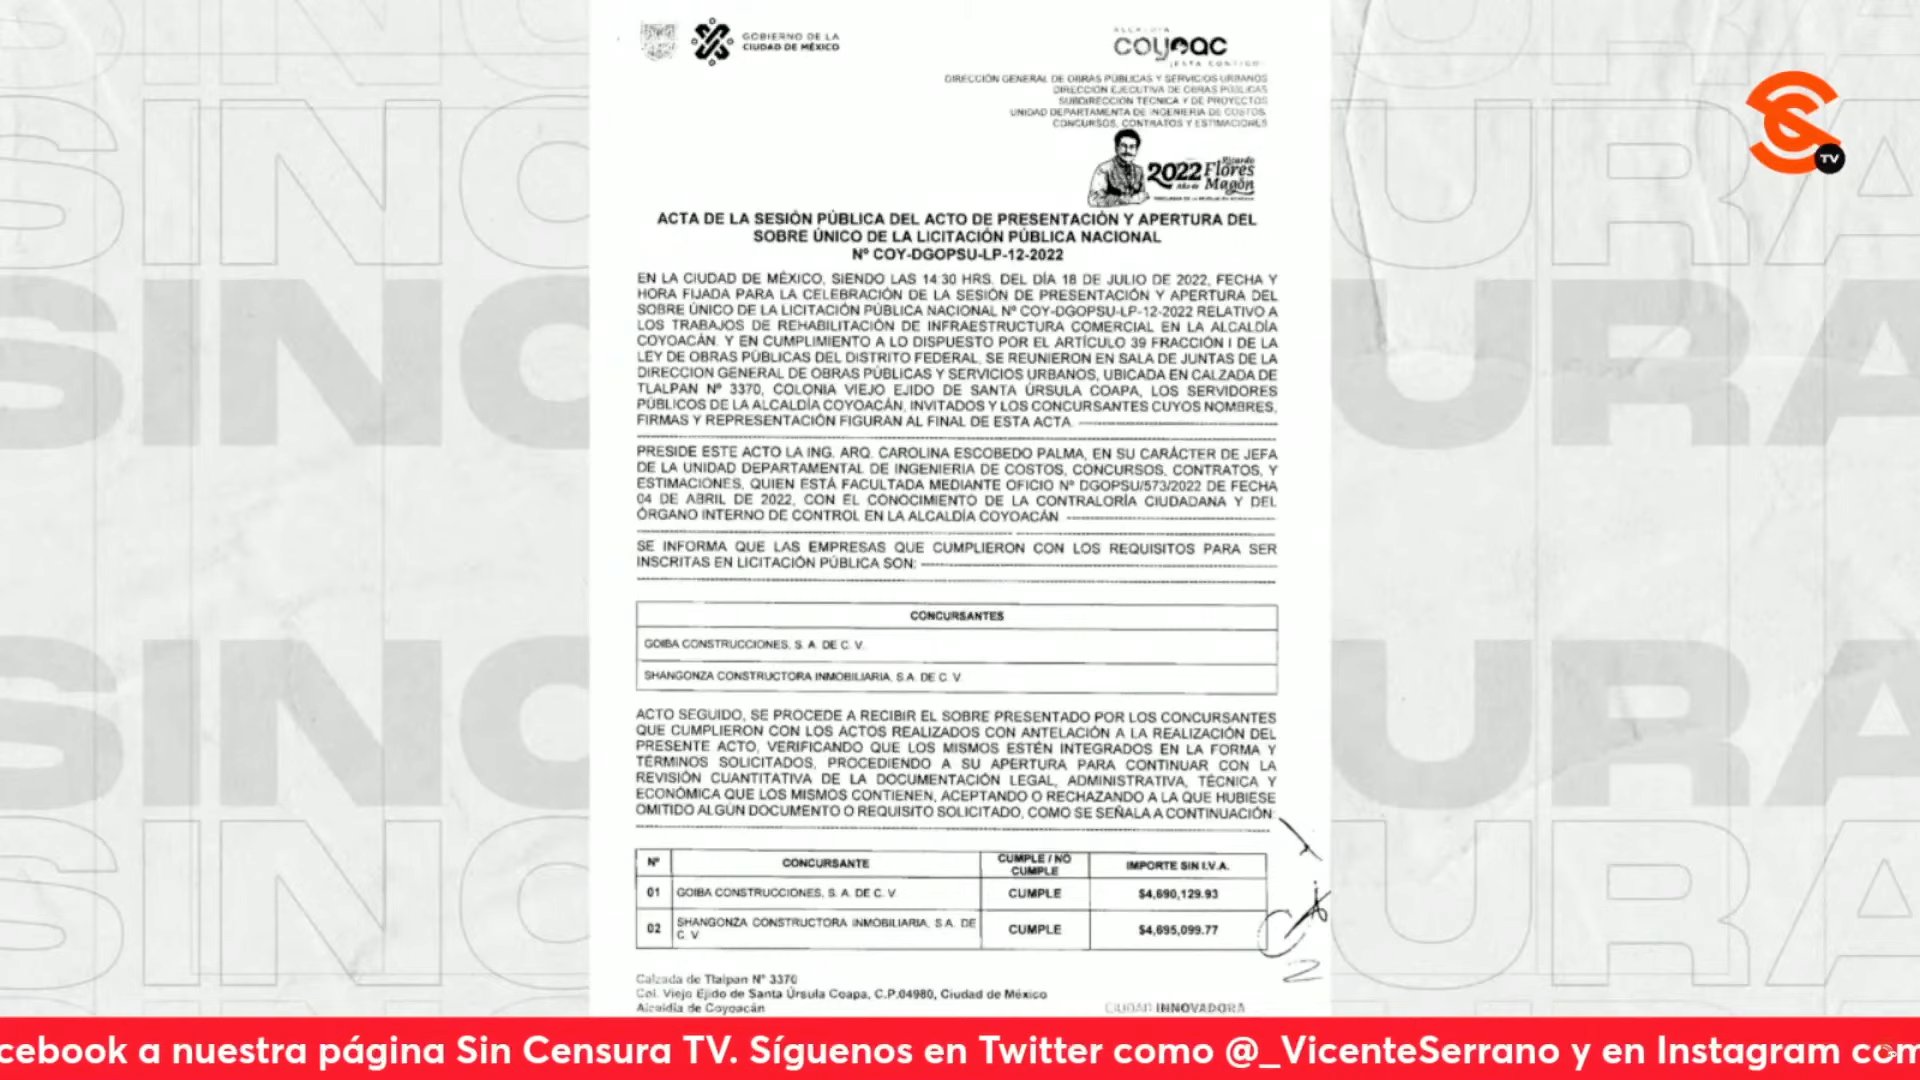 GOBIERNO DE LA
CIUDAD DE MÉXICO
ALCALDÍA
COYOAC
¡ESTÁ CONTIGO!
DIRECCIÓN GENERAL DE OBRAS PÚBLICAS Y SERVICIOS URBANOS
DIRECCIÓN EJECUTIVA DE OBRAS PÚBLICAS
SUBDIRECCIÓN TÉCNICA Y DE PROYECTOS
UNIDAD DEPARTAMENTA DE INGENIERÍA DE COSTOS,
CONCURSOS, CONTRATOS Y ESTIMACIONES
2022 Ricardo
Flores
Año de Magón
TV
ACTA DE LA SESIÓN PÚBLICA DEL ACTO DE PRESENTACIÓN Y APERTURA DEL
SOBRE ÚNICO DE LA LICITACIÓN PÚBLICA NACIONAL
Nº COY-DGOPSU-LP-12-2022
EN LA CIUDAD DE MÉXICO, SIENDO LAS 14:30 HRS. DEL DÍA 18 DE JULIO DE 2022, FECHA Y
HORA FIJADA PARA LA CELEBRACIÓN DE LA SESIÓN DE PRESENTACIÓN Y APERTURA DEL
SOBRE ÚNICO DE LA LICITACIÓN PÚBLICA NACIONAL Nº COY-DGOPSU-LP-12-2022 RELATIVO A
LOS TRABAJOS DE REHABILITACIÓN DE INFRAESTRUCTURA COMERCIAL EN LA ALCALDÍA
COYOACÁN. Y EN CUMPLIMIENTO A LO DISPUESTO POR EL ARTÍCULO 39 FRACCIÓN I DE LA
LEY DE OBRAS PÚBLICAS DEL DISTRITO FEDERAL, SE REUNIERON EN SALA DE JUNTAS DE LA
DIRECCIÓN GENERAL DE OBRAS PÚBLICAS Y SERVICIOS URBANOS, UBICADA EN CALZADA DE
TLALPAN Nº 3370, COLONIA VIEJO EJIDO DE SANTA ÚRSULA COAPA, LOS SERVIDORES
PÚBLICOS DE LA ALCALDÍA COYOACÁN, INVITADOS Y LOS CONCURSANTES CUYOS NOMBRES,
FIRMAS Y REPRESENTACIÓN FIGURAN AL FINAL DE ESTA ACTA.
PRESIDE ESTE ACTO LA ING. ARQ. CAROLINA ESCOBEDO PALMA, EN SU CARÁCTER DE JEFA
DE LA UNIDAD DEPARTAMENTAL DE INGENIERIA DE COSTOS, CONCURSOS, CONTRATOS, Y
ESTIMACIONES, QUIEN ESTÁ FACULTADA MEDIANTE OFICIO Nº DGOPSU/573/2022 DE FECHA
04 DE ABRIL DE 2022, CON EL CONOCIMIENTO DE LA CONTRALORÍA CIUDADANA Y DEL
ÓRGANO INTERNO DE CONTROL EN LA ALCALDÍA COYOACÁN
SE INFORMA QUE LAS EMPRESAS QUE CUMPLIERON CON LOS REQUISITOS PARA SER
INSCRITAS EN LICITACIÓN PÚBLICA SON:
CONCURSANTES
GOIBA CONSTRUCCIONES, S. A. DE C. V.
SHANGONZA CONSTRUCTORA INMOBILIARIA, S.A. DE C. V.
ACTO SEGUIDO, SE PROCEDE A RECIBIR EL SOBRE PRESENTADO POR LOS CONCURSANTES
QUE CUMPLIERON CON LOS ACTOS REALIZADOS CON ANTELACIÓN A LA REALIZACIÓN DEL
PRESENTE ACTO, VERIFICANDO QUE LOS MISMOS ESTÉN INTEGRADOS EN LA FORMA Y
TÉRMINOS SOLICITADOS, PROCEDIENDO A SU APERTURA PARA CONTINUAR CON LA
REVISIÓN CUANTITATIVA DE LA DOCUMENTACIÓN LEGAL, ADMINISTRATIVA, TÉCNICA Y
ECONÓMICA QUE LOS MISMOS CONTIENEN, ACEPTANDO O RECHAZANDO A LA QUE HUBIESE
OMITIDO ALGÚN DOCUMENTO O REQUISITO SOLICITADO, COMO SE SEÑALA A CONTINUACIÓN:
Nº CONCURSANTE CUMPLE / NO CUMPLE IMPORTE SIN I.V.A.
01 GOIBA CONSTRUCCIONES, S. A. DE C. V. CUMPLE $4,690,129.93
02 SHANGONZA CONSTRUCTORA INMOBILIARIA, S.A. DE C. V. CUMPLE $4,695,099.77
Calzada de Tlalpan Nº 3370
Col. Viejo Ejido de Santa Úrsula Coapa, C.P.04980, Ciudad de México
Alcaldía de Coyoacán
CIUDAD INNOVADORA
SINC URA
SINC URA
SINC URA
SINC URA
SINC URA
cebook a nuestra página Sin Censura TV. Síguenos en Twitter como @_VicenteSerrano y en Instagram com